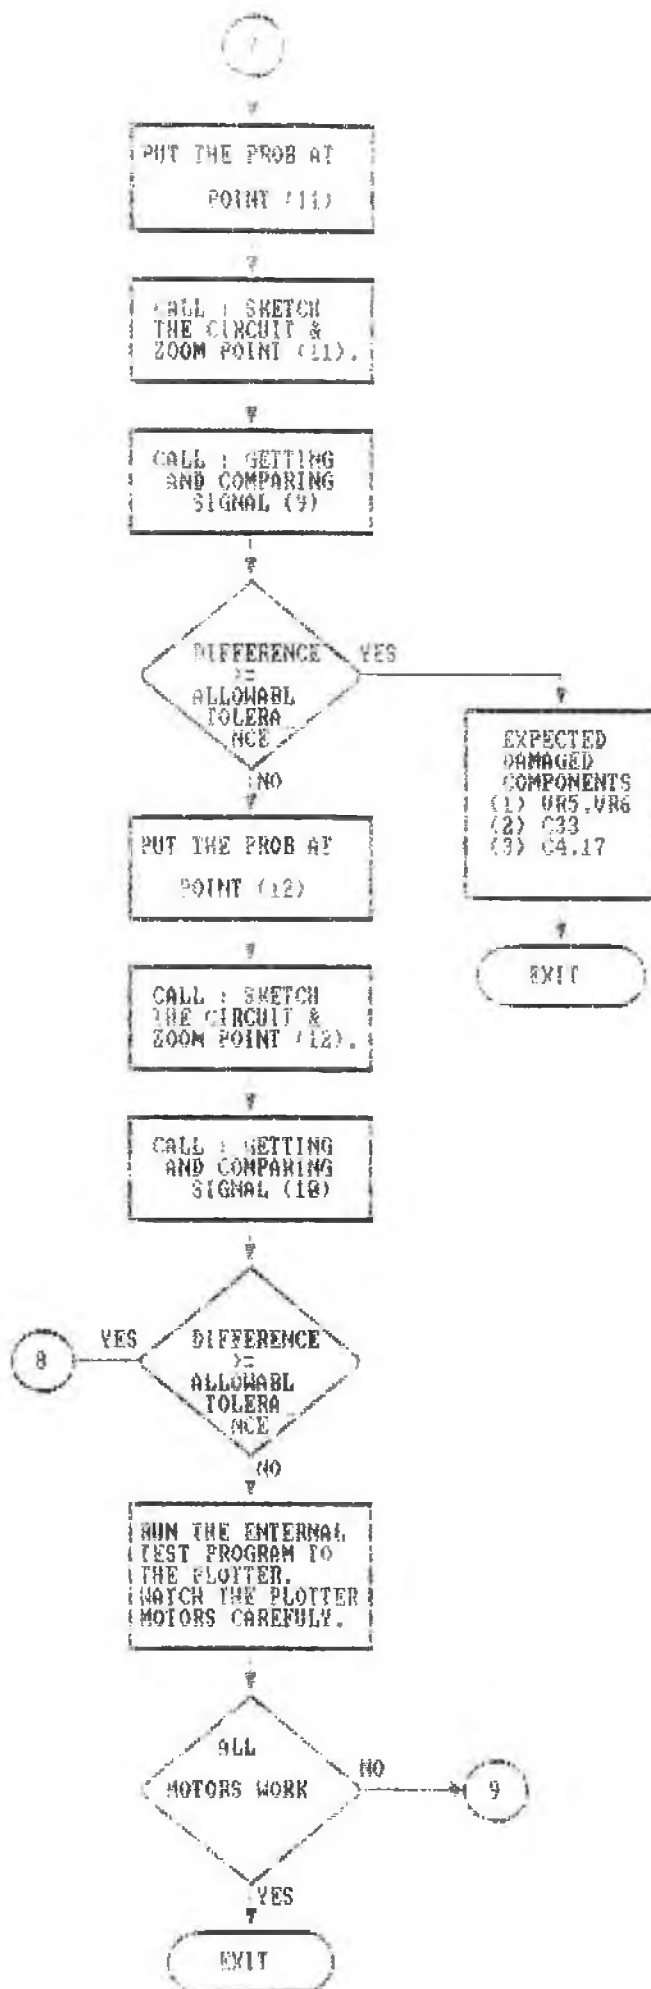 7
PUT THE PROB AT
POINT (11)
CALL : SKETCH
THE CIRCUIT &
ZOOM POINT (11).
CALL : GETTING
AND COMPARING
SIGNAL (9)
DIFFERENCE
>=
ALLOWABL
TOLERA_
NCE
YES
NO
EXPECTED
DAMAGED
COMPONENTS
(1) VR5,VR6
(2) C33
(3) C4,17
EXIT
PUT THE PROB AT
POINT (12)
CALL : SKETCH
THE CIRCUIT &
ZOOM POINT (12).
CALL : GETTING
AND COMPARING
SIGNAL (10)
DIFFERENCE
>=
ALLOWABL
TOLERA_
NCE
YES
8
NO
RUN THE ENTERNAL
TEST PROGRAM TO
THE PLOTTER.
WATCH THE PLOTTER
MOTORS CAREFULY.
ALL
MOTORS WORK
NO
9
YES
EXIT